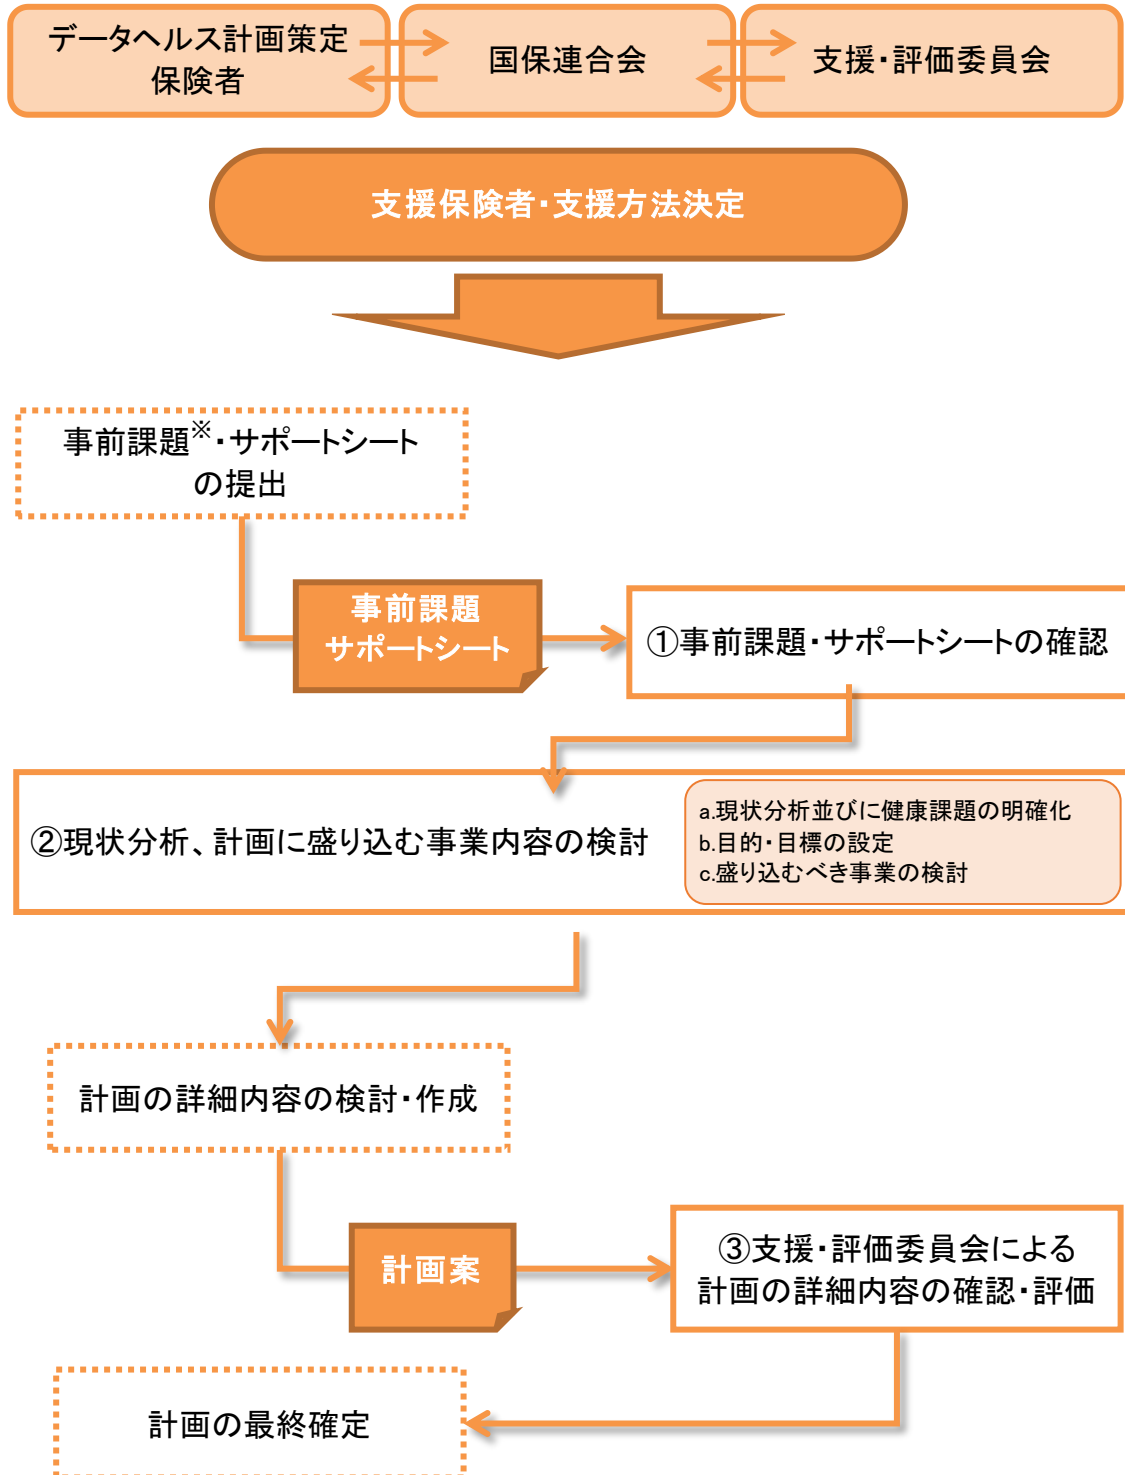 データヘルス計画策定
保険者
国保連合会
支援・評価委員会
支援保険者・支援方法決定
事前課題※・サポートシート
の提出
事前課題
サポートシート
①事前課題・サポートシートの確認
②現状分析、計画に盛り込む事業内容の検討
a.現状分析並びに健康課題の明確化
b.目的・目標の設定
c.盛り込むべき事業の検討
計画の詳細内容の検討・作成
計画案
③支援・評価委員会による
計画の詳細内容の確認・評価
計画の最終確定